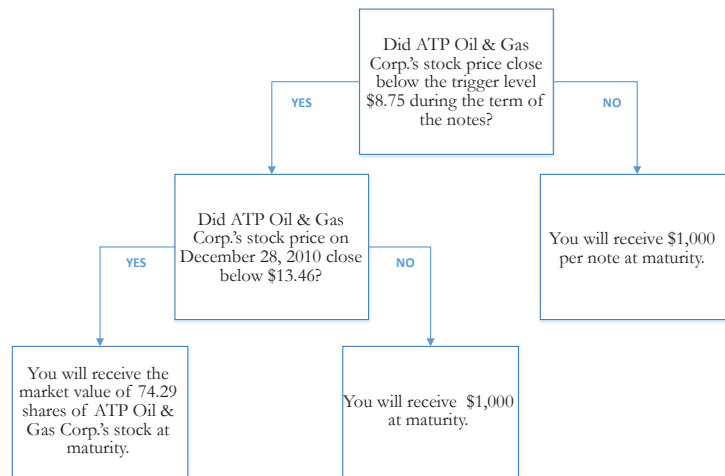 Did ATP Oil & Gas
Corp.'s stock price close
below the trigger level
$8.75 during the term of
the notes?
YES
NO
Did ATP Oil & Gas
Corp.'s stock price on
December 28, 2010 close
below $13.46?
You will receive $1,000
per note at maturity.
YES
NO
You will receive the
market value of 74.29
shares of ATP Oil &
Gas Corp.'s stock at
maturity.
You will receive $1,000
at maturity.